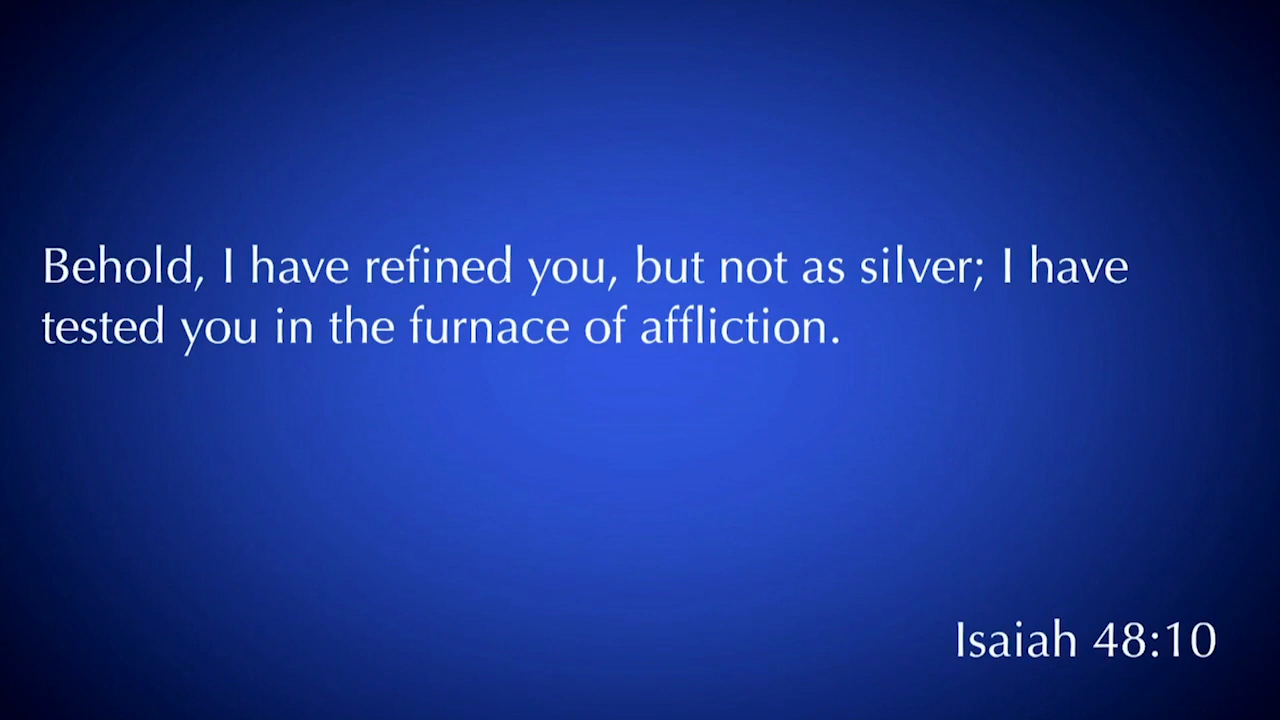 Behold, I have refined you, but not as silver; I have
tested you in the furnace of affliction.
Isaiah 48:10